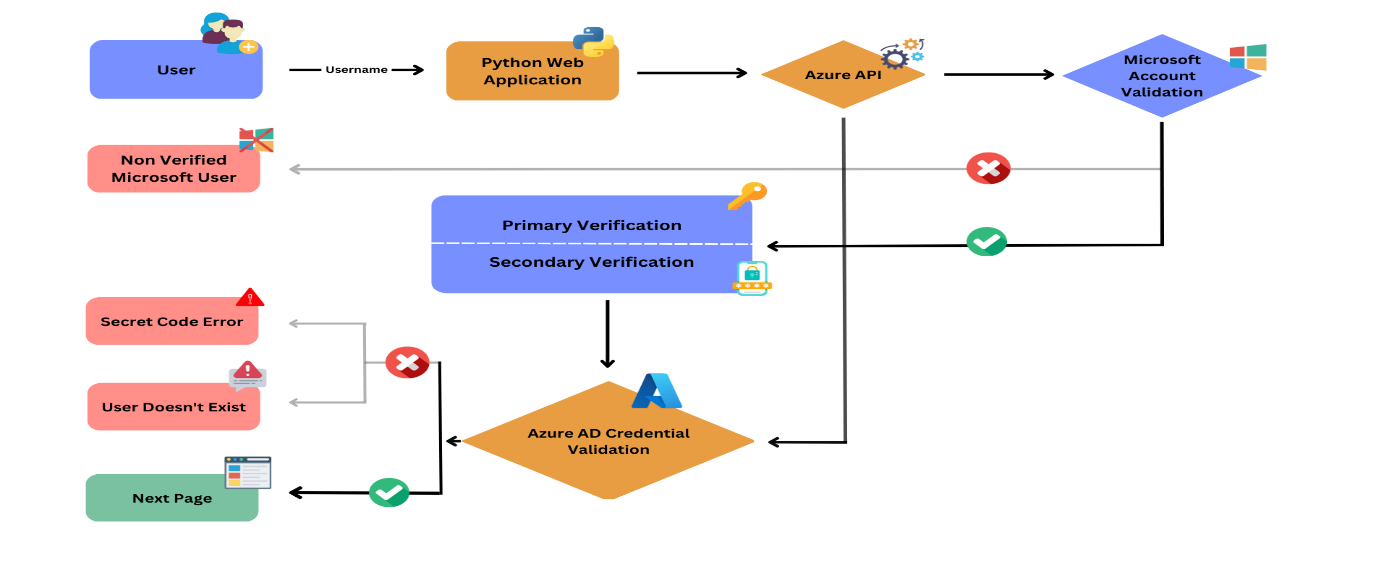 User
Username
Python Web
Application
Azure API
Microsoft
Account
Validation
Non Verified
Microsoft User
Primary Verification
Secondary Verification
Secret Code Error
User Doesn't Exist
Azure AD Credential
Validation
Next Page